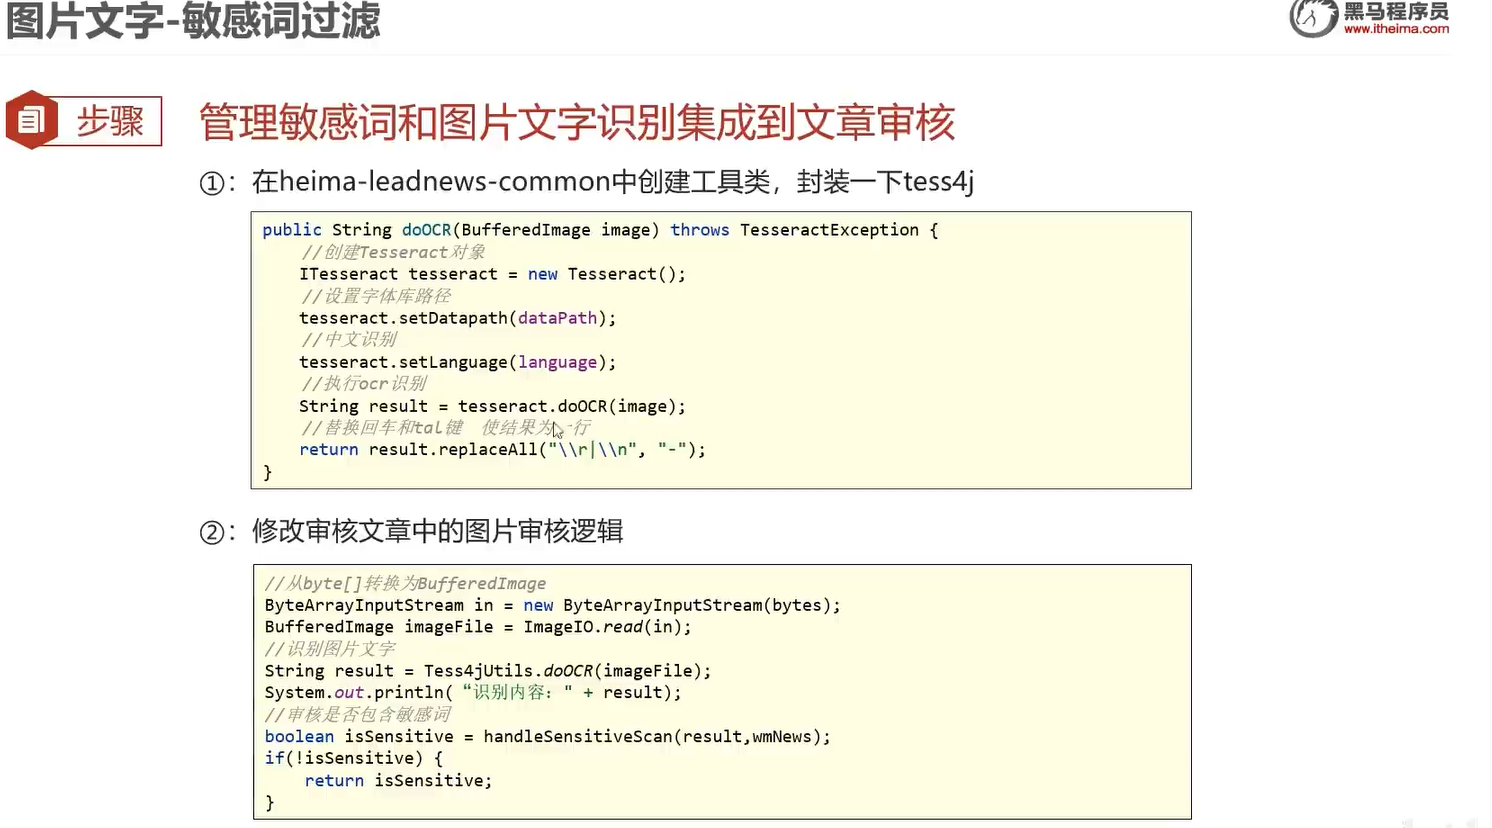 图片文字-敏感词过滤
黑马程序员
www.itheima.com
步骤
管理敏感词和图片文字识别集成到文章审核
①：在heima-leadnews-common中创建工具类，封装一下tess4j
public String doOCR(BufferedImage image) throws TesseractException {
    //创建Tesseract对象
    ITesseract tesseract = new Tesseract();
    //设置字体库路径
    tesseract.setDatapath(dataPath);
    //中文识别
    tesseract.setLanguage(language);
    //执行ocr识别
    String result = tesseract.doOCR(image);
    //替换回车和tal键  使结果为一行
    return result.replaceAll("\\r|\\n", "-");
}
②：修改审核文章中的图片审核逻辑
//从byte[]转换为BufferedImage
ByteArrayInputStream in = new ByteArrayInputStream(bytes);
BufferedImage imageFile = ImageIO.read(in);
//识别图片文字
String result = Tess4jUtils.doOCR(imageFile);
System.out.println( “识别内容：" + result);
//审核是否包含敏感词
boolean isSensitive = handleSensitiveScan(result,wmNews);
if(!isSensitive) {
    return isSensitive;
}